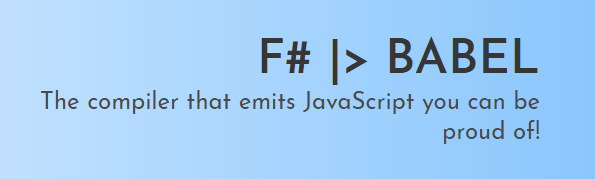 F# |> BABEL
The compiler that emits JavaScript you can be
proud of!